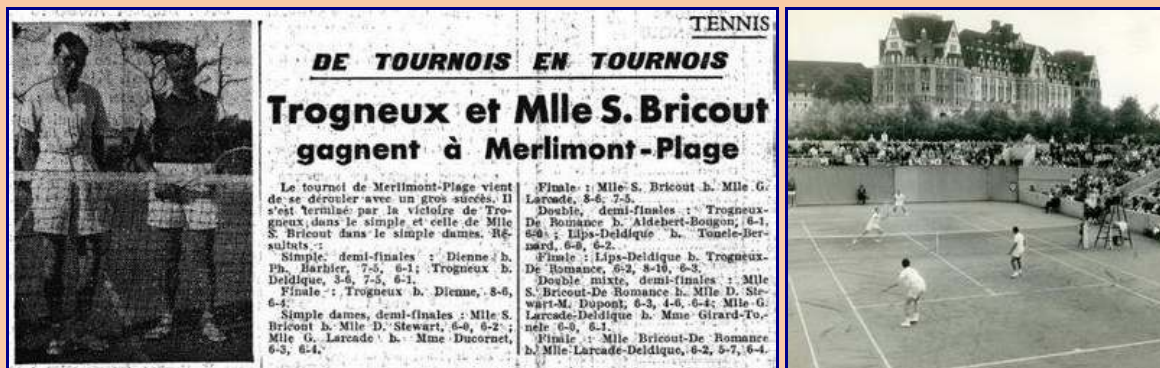 TENNIS
DE TOURNOIS EN TOURNOIS
Trogneux et Mlle S. Bricout
gagnent à Merlimont-Plage
Le tournoi de Merlimont-Plage vient
de se dérouler avec un gros succès. Il
s'est terminé par la victoire de Tro-
gneux dans le simple et celle de Mlle
S. Bricout dans le simple dames. Ré-
sultats :
Simple, demi-finales : Dienne b.
Ph. Barbier, 7-5, 6-1 ; Trogneux b.
Deldique, 3-6, 7-5, 6-1.
Finale : Trogneux b. Dienne, 8-6,
6-4.
Simple dames, demi-finales : Mlle S.
Bricout b. Mlle D. Stewart, 6-0, 6-2 ;
Mlle G. Larcade b. Mme Ducornet,
6-3, 6-4.
Finale : Mlle S. Bricout b. Mlle G.
Larcade, 8-6, 7-5.
Double, demi-finales : Trogneux-
De Romance b. Aldebert-Bougon, 6-1,
6-0 ; Lips-Deldique b. Tonele-Ber-
nard, 6-0, 6-2.
Finale : Lips-Deldique b. Trogneux-
De Romance, 6-2, 8-10, 6-3.
Double mixte, demi-finales : Mlle
S. Bricout-De Romance b. Mlle D. Ste-
wart-M. Dupont, 6-3, 4-6, 6-4 ; Mlle G.
Larcade-Deldique b. Mme Girard-To-
nele 6-0, 6-1.
Finale : Mlle Bricout-De Romance
b. Mlle Larcade-Deldique, 6-2, 5-7, 6-4.